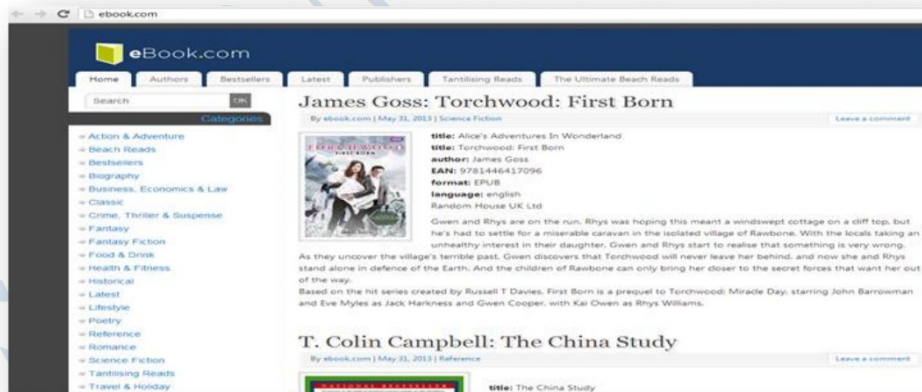 ebook.com
eBook.com
Home Authors Bestsellers Latest Publishers Tantilising Reads The Ultimate Beach Reads
Search OK
Categories
Action & Adventure
Beach Reads
Bestsellers
Biography
Business, Economics & Law
Classic
Crime, Thriller & Suspense
Fantasy
Fantasy Fiction
Food & Drink
Health & Fitness
Historical
Latest
Lifestyle
Poetry
Reference
Romance
Science Fiction
Tantilising Reads
Travel & Holiday
James Goss: Torchwood: First Born
By ebook.com | May 31, 2013 | Science Fiction
Leave a comment
TORCHWOOD
FIRST BORN
title: Alice's Adventures In Wonderland
title: Torchwood: First Born
author: James Goss
EAN: 9781446417096
format: EPUB
language: english
Random House UK Ltd
Gwen and Rhys are on the run. Rhys was hoping this meant a windswept cottage on a cliff top, but
he's had to settle for a miserable caravan in the isolated village of Rawbone. With the locals taking an
unhealthy interest in their daughter, Gwen and Rhys start to realise that something is very wrong.
As they uncover the village's terrible past, Gwen discovers that Torchwood will never leave her behind, and now she and Rhys
stand alone in defence of the Earth. And the children of Rawbone can only bring her closer to the secret forces that want her out
of the way.
Based on the hit series created by Russell T Davies, First Born is a prequel to Torchwood: Miracle Day, starring John Barrowman
and Eve Myles as Jack Harkness and Gwen Cooper, with Kai Owen as Rhys Williams.
T. Colin Campbell: The China Study
By ebook.com | May 31, 2013 | Reference
Leave a comment
NATIONAL BESTSELLER
title: The China Study